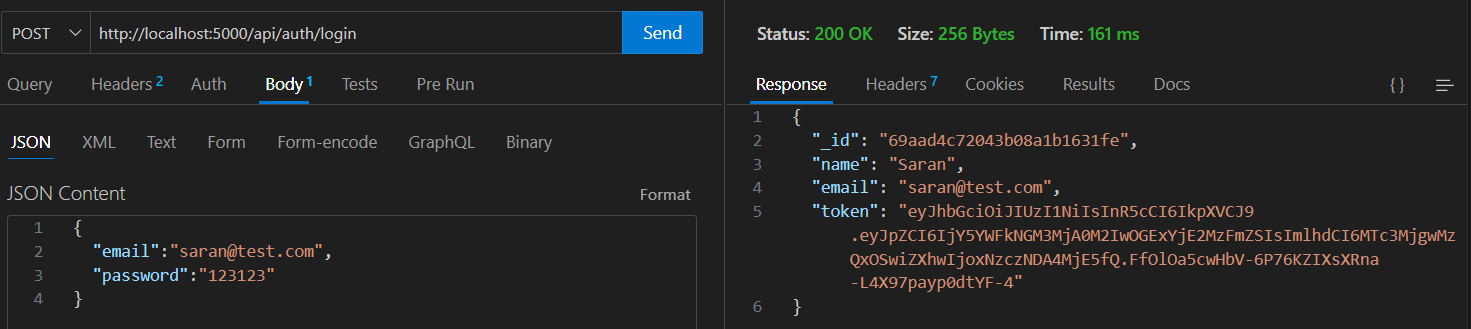 POST http://localhost:5000/api/auth/login Send
Query Headers 2 Auth Body 1 Tests Pre Run
JSON XML Text Form Form-encode GraphQL Binary
JSON Content Format
1 {
2 "email":"saran@test.com",
3 "password":"123123"
4 }
Status: 200 OK Size: 256 Bytes Time: 161 ms
Response Headers 7 Cookies Results Docs {}
1 {
2 "_id": "69aad4c72043b08a1b1631fe",
3 "name": "Saran",
4 "email": "saran@test.com",
5 "token": "eyJhbGciOiJIUzI1NiIsInR5cCI6IkpXVCJ9
.eyJpZCI6IjY5YWFkNGM3MjA0M2IwOGExYjE2MzFmZSIsImlhdCI6MTc3MjgwMz
QxOSwiZXhwIjoxNzczNDA4MjE5fQ.FfOlOa5cwHbV-6P76KZIXsXRna
-L4X97payp0dtYF-4"
6 }